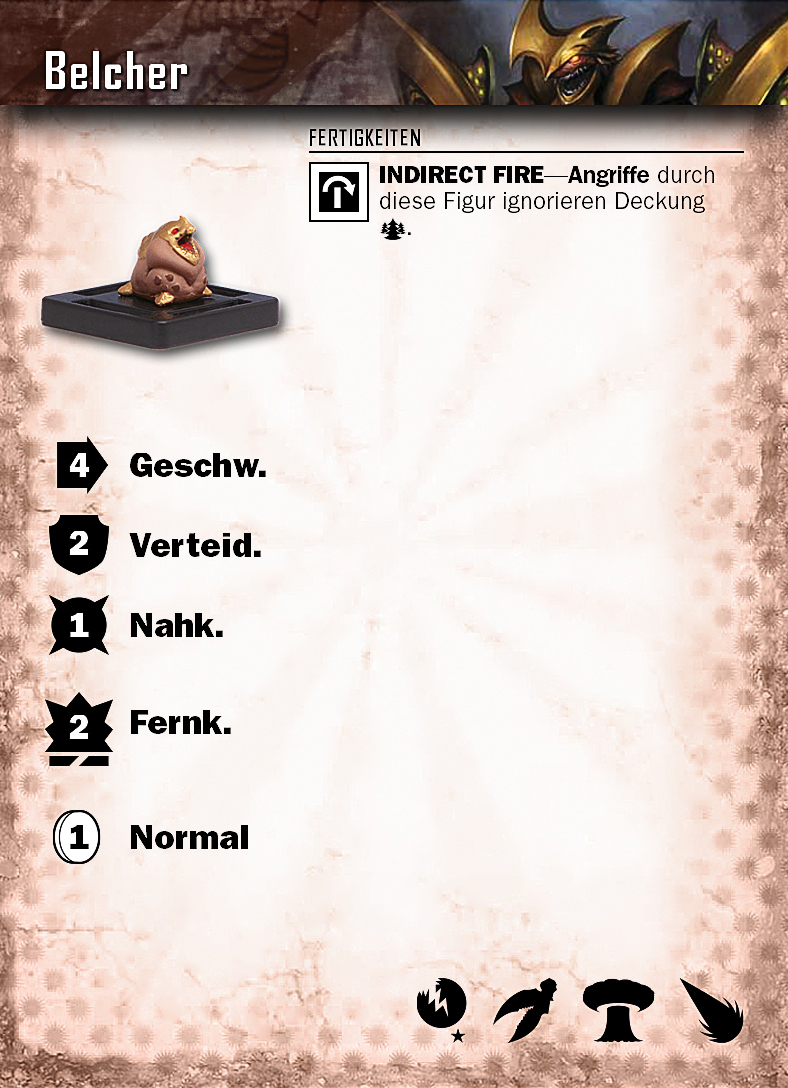 Belcher
FERTIGKEITEN
INDIRECT FIRE—Angriffe durch
diese Figur ignorieren Deckung
.
4 Geschw.
2 Verteid.
1 Nahk.
2 Fernk.
1 Normal